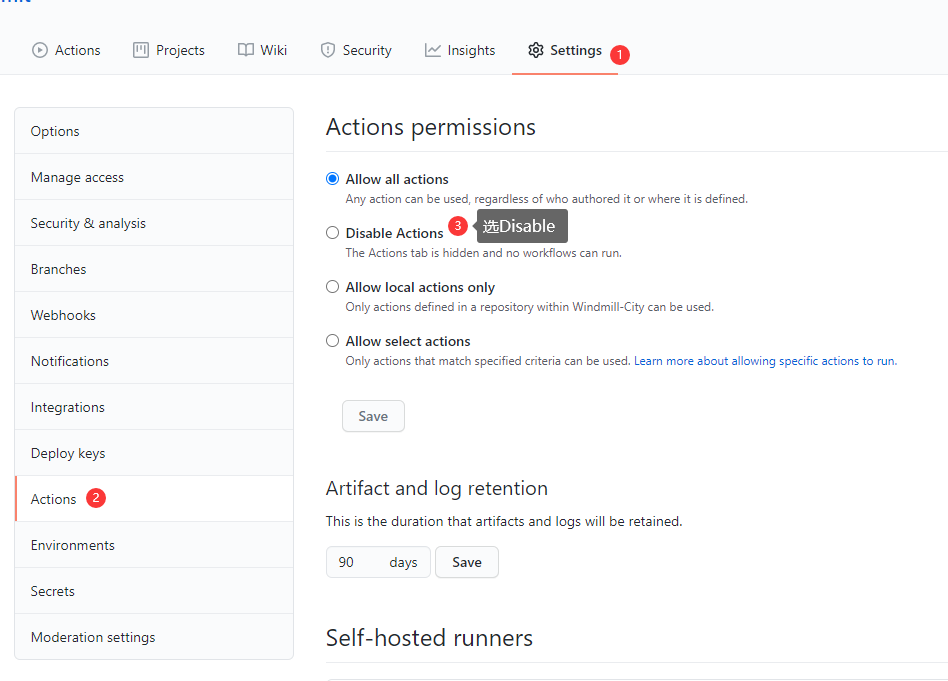 Actions Projects Wiki Security Insights Settings 1
Options
Manage access
Security & analysis
Branches
Webhooks
Notifications
Integrations
Deploy keys
Actions 2
Environments
Secrets
Moderation settings
Actions permissions
Allow all actions
Any action can be used, regardless of who authored it or where it is defined.
Disable Actions 3 选Disable
The Actions tab is hidden and no workflows can run.
Allow local actions only
Only actions defined in a repository within Windmill-City can be used.
Allow select actions
Only actions that match specified criteria can be used. Learn more about allowing specific actions to run.
Save
Artifact and log retention
This is the duration that artifacts and logs will be retained.
90 days Save
Self-hosted runners